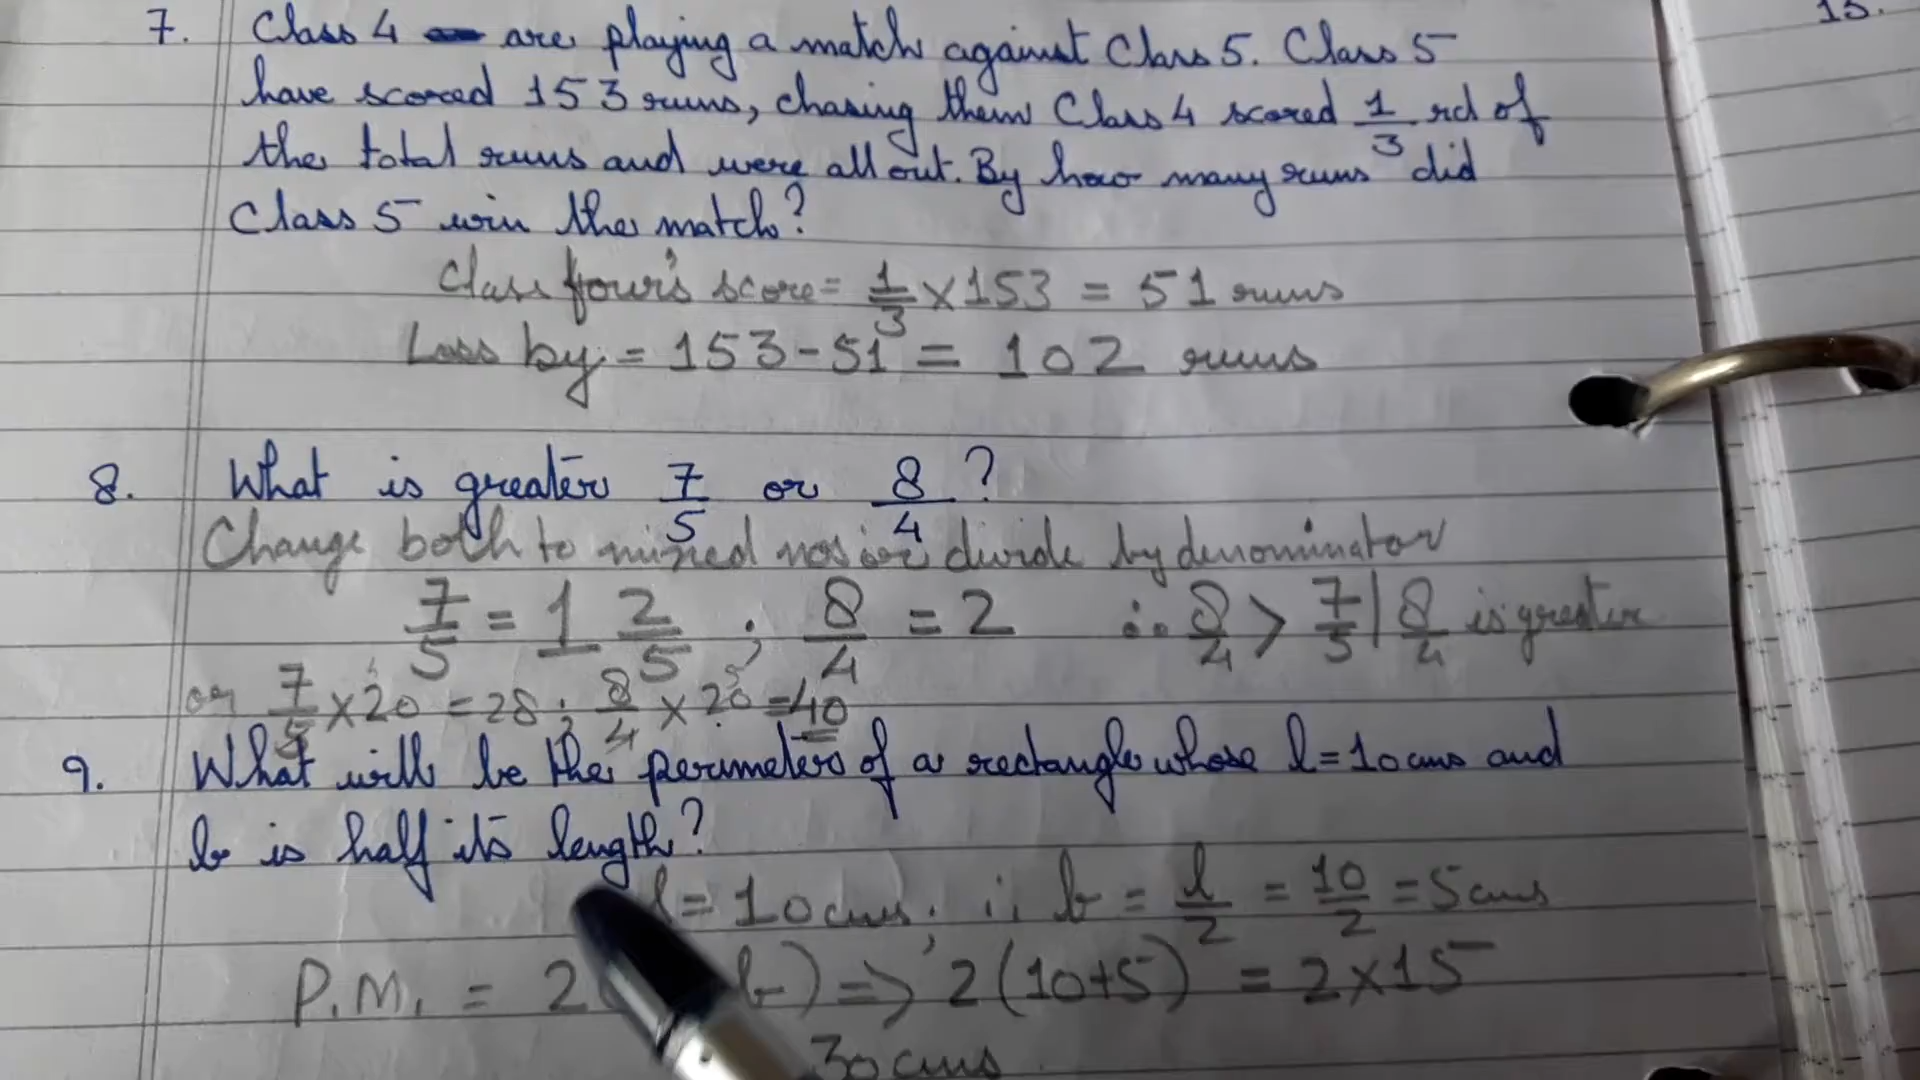 15.
7. Class 4 are playing a match against Class 5. Class 5
have scored 153 runs, chasing them Class 4 scored 1/3 rd of
the total runs and were all out. By how many runs did
Class 5 win the match?
Class four's score = 1/3 × 153 = 51 runs
Loss by = 153 - 51 = 102 runs
8. What is greater 7/5 or 8/4?
Change both to mixed nos or divide by denominator
7/5 = 1 2/5 ; 8/4 = 2 ∴ 8/4 > 7/5 | 8/4 is greater
or 7/5 × 20 = 28 ; 8/4 × 20 = 40
9. What will be the perimeter of a rectangle whose l = 10 cms and
b is half its length?
l = 10 cms. ∴ b = l/2 = 10/2 = 5 cms
P.M. = 2( b) => 2(10+5) = 2×15
30 cms